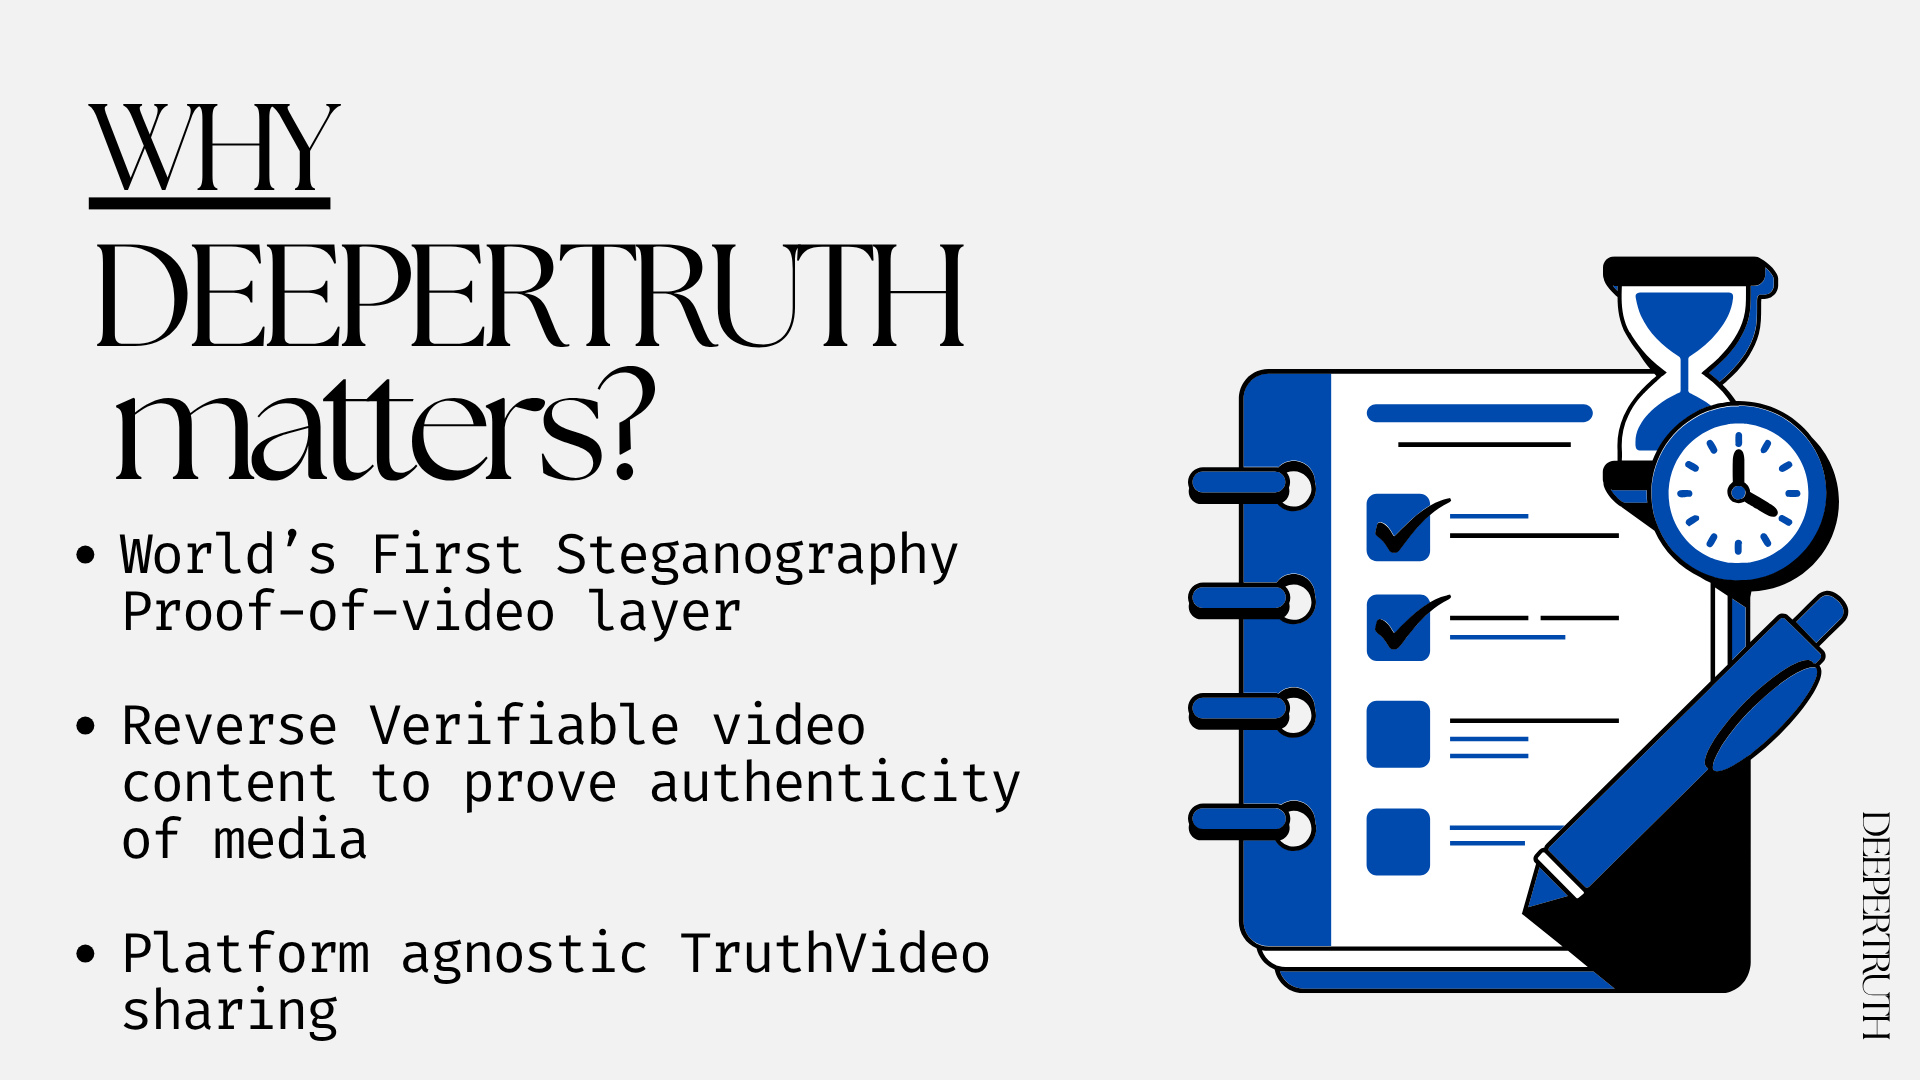 WHY
DEEPERTRUTH
matters?
• World’s First Steganography
Proof-of-video layer
• Reverse Verifiable video
content to prove authenticity
of media
• Platform agnostic TruthVideo
sharing
DEEPERTRUTH